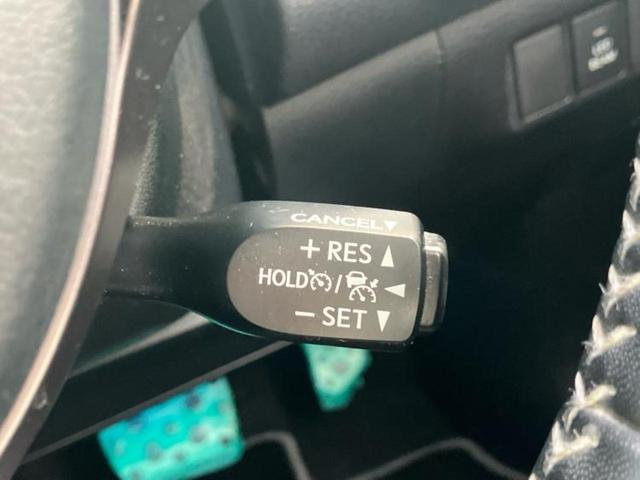 CANCEL▼
+ RES ▲
HOLD / ◄
− SET ▼